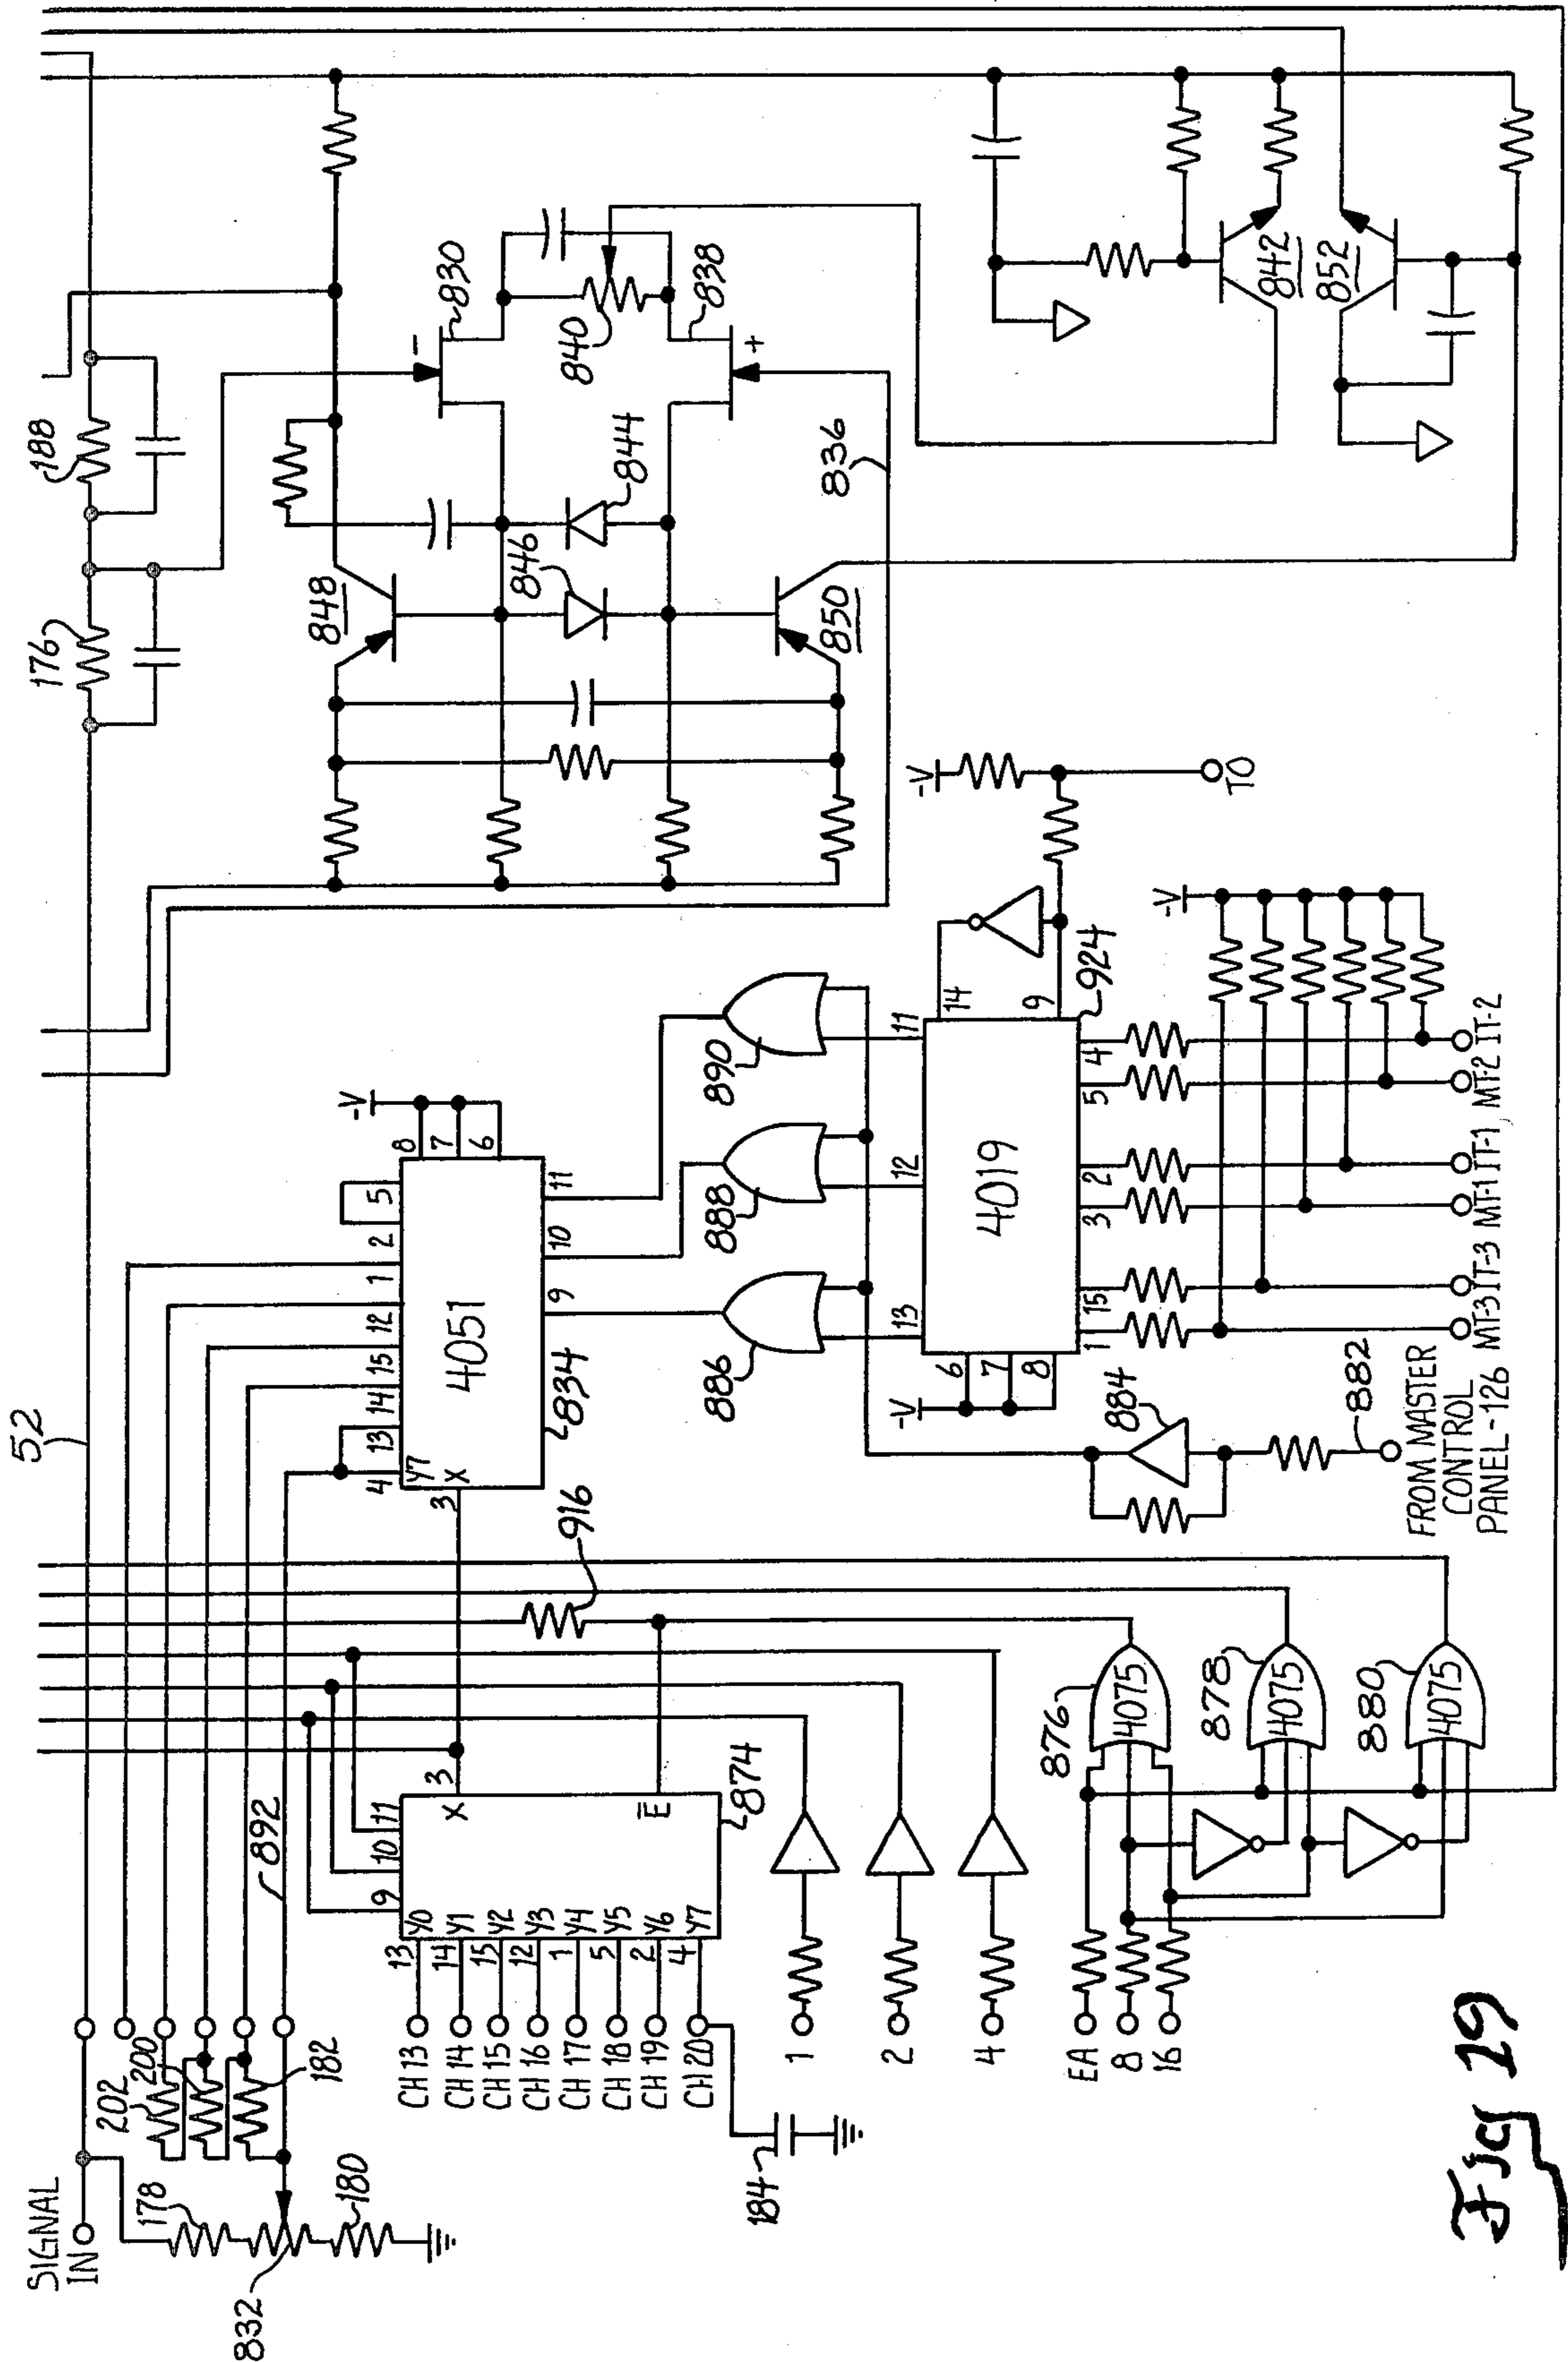 SIGNAL
IN
52
176
188
178
832
180
202
200
182
892
848
846
844
830
840
838
850
836
842
852
-V
8
7
6
5
2
1
12
15
14
13
4
Y7
X
3
4051
834
9
10
11
916
886
888
890
13
12
11
14
9
924
4019
-V
6
7
8
1
15
3
2
5
4
MT-3
IT-3
MT-1
IT-1
MT-2
IT-2
-V
-V
TO
884
882
FROM MASTER
CONTROL
PANEL-126
3
X
E
874
9
10
11
CH 13
13
Y0
CH 14
14
Y1
CH 15
15
Y2
CH 16
12
Y3
CH 17
1
Y4
CH 18
5
Y5
CH 19
2
Y6
CH 20
4
Y7
184
1
2
4
EA
8
16
876
4075
878
4075
880
4075
Fig 19